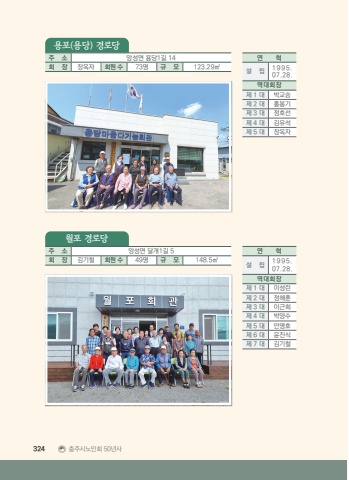 용포(용당) 경로당
주 소 앙성면 용당1길 14
회 장 장옥자 회원수 73명 규 모 123.29㎡
연 혁
설 립 1995. 07.28.
역대회장
제1대 박교승
제2대 홍봉기
제3대 정호선
제4대 김유석
제5대 장옥자
용당마을다기능회관
월포 경로당
주 소 앙성면 달개1길 5
회 장 김기철 회원수 49명 규 모 148.5㎡
연 혁
설 립 1995. 07.28.
역대회장
제1대 이성찬
제2대 정해훈
제3대 이근희
제4대 박양수
제5대 안병호
제6대 윤진식
제7대 김기철
월포회관
324 충주시노인회 50년사